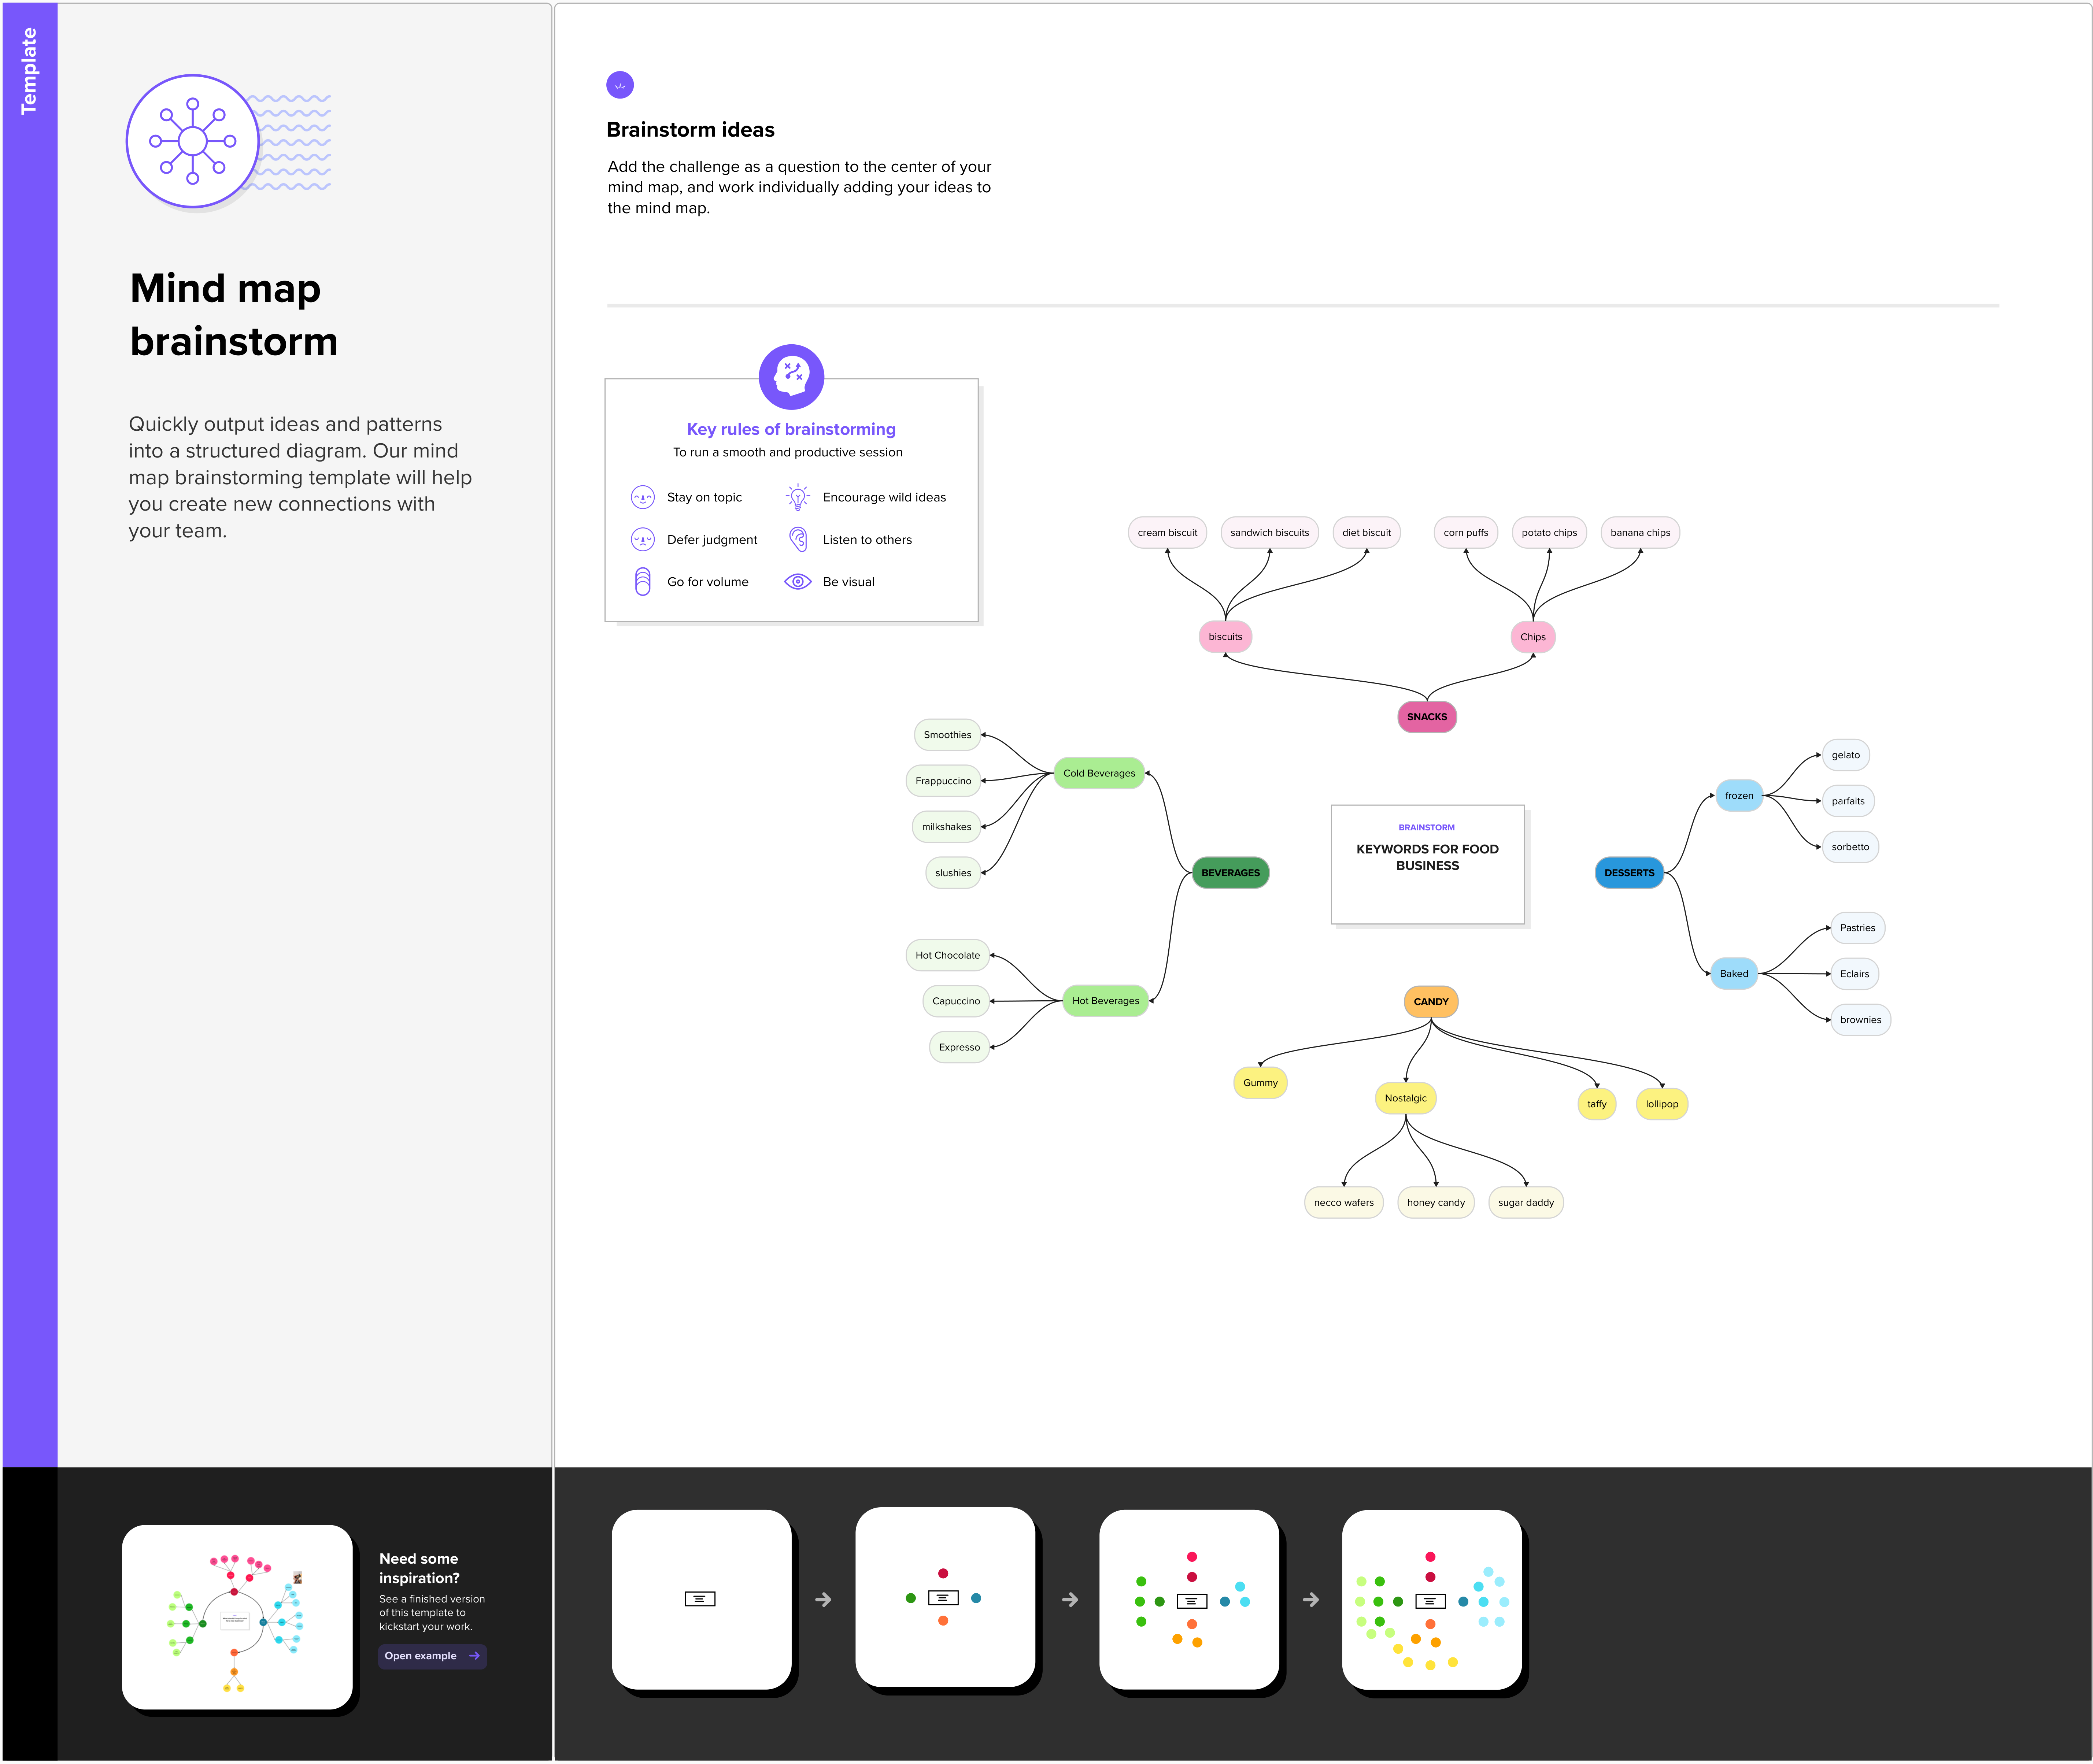 Template
Mind map
brainstorm
Quickly output ideas and patterns
into a structured diagram. Our mind
map brainstorming template will help
you create new connections with
your team.
Need some
inspiration?
See a finished version
of this template to
kickstart your work.
Open example
Brainstorm ideas
Add the challenge as a question to the center of your
mind map, and work individually adding your ideas to
the mind map.
Key rules of brainstorming
To run a smooth and productive session
Stay on topic
Encourage wild ideas
Defer judgment
Listen to others
Go for volume
Be visual
cream biscuit
sandwich biscuits
diet biscuit
corn puffs
potato chips
banana chips
biscuits
Chips
SNACKS
Smoothies
Frappuccino
milkshakes
slushies
Cold Beverages
BEVERAGES
Hot Chocolate
Capuccino
Expresso
Hot Beverages
BRAINSTORM
KEYWORDS FOR FOOD
BUSINESS
DESSERTS
frozen
gelato
parfaits
sorbetto
Baked
Pastries
Eclairs
brownies
CANDY
Gummy
Nostalgic
taffy
lollipop
necco wafers
honey candy
sugar daddy